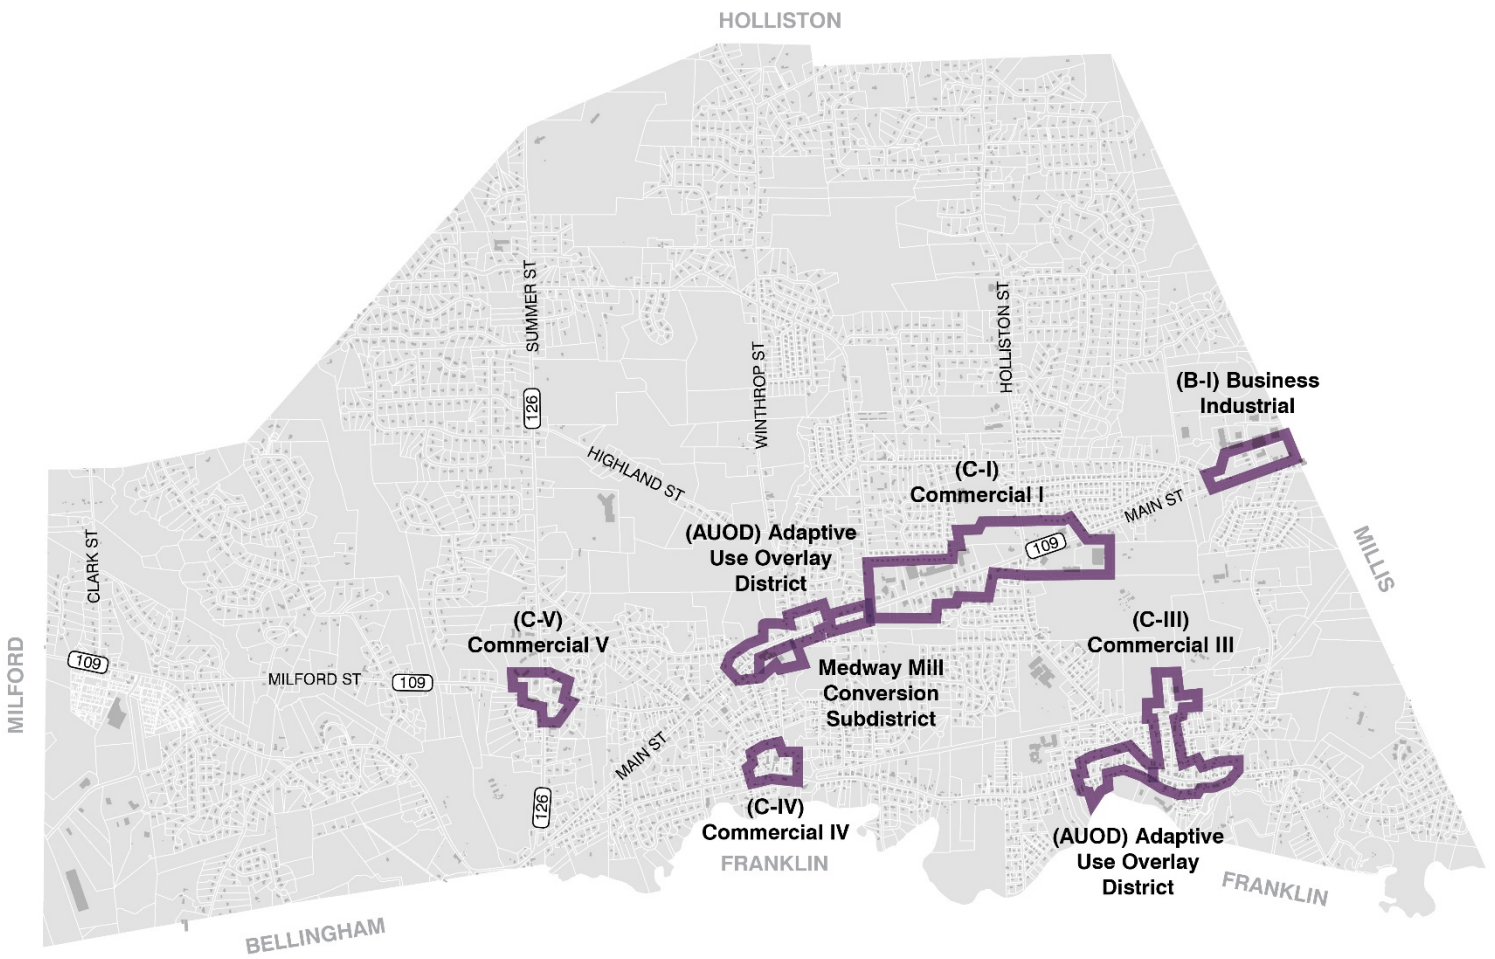 HOLLISTON
SUMMER ST
HOLLISTON ST
WINTHROP ST
126
(B-I) Business
Industrial
HIGHLAND ST
(C-I)
Commercial I
MAIN ST
109
(AUOD) Adaptive
Use Overlay
District
CLARK ST
MILLIS
(C-V)
Commercial V
(C-III)
Commercial III
MILFORD
109
MILFORD ST
109
Medway Mill
Conversion
Subdistrict
MAIN ST
126
(C-IV)
Commercial IV
FRANKLIN
(AUOD) Adaptive
Use Overlay
District
FRANKLIN
BELLINGHAM